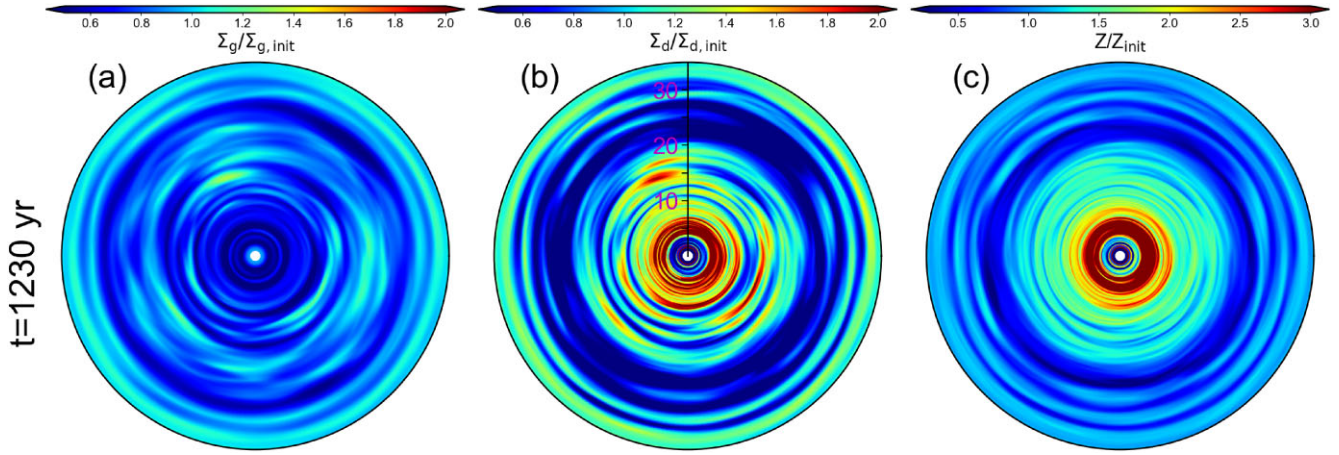 0.6 0.8 1.0 1.2 1.4 1.6 1.8 2.0
Σg/Σg, init
(a)
0.6 0.8 1.0 1.2 1.4 1.6 1.8 2.0
Σd/Σd, init
(b)
30
20
10
0.5 1.0 1.5 2.0 2.5 3.0
Z/Zinit
(c)
t=1230 yr